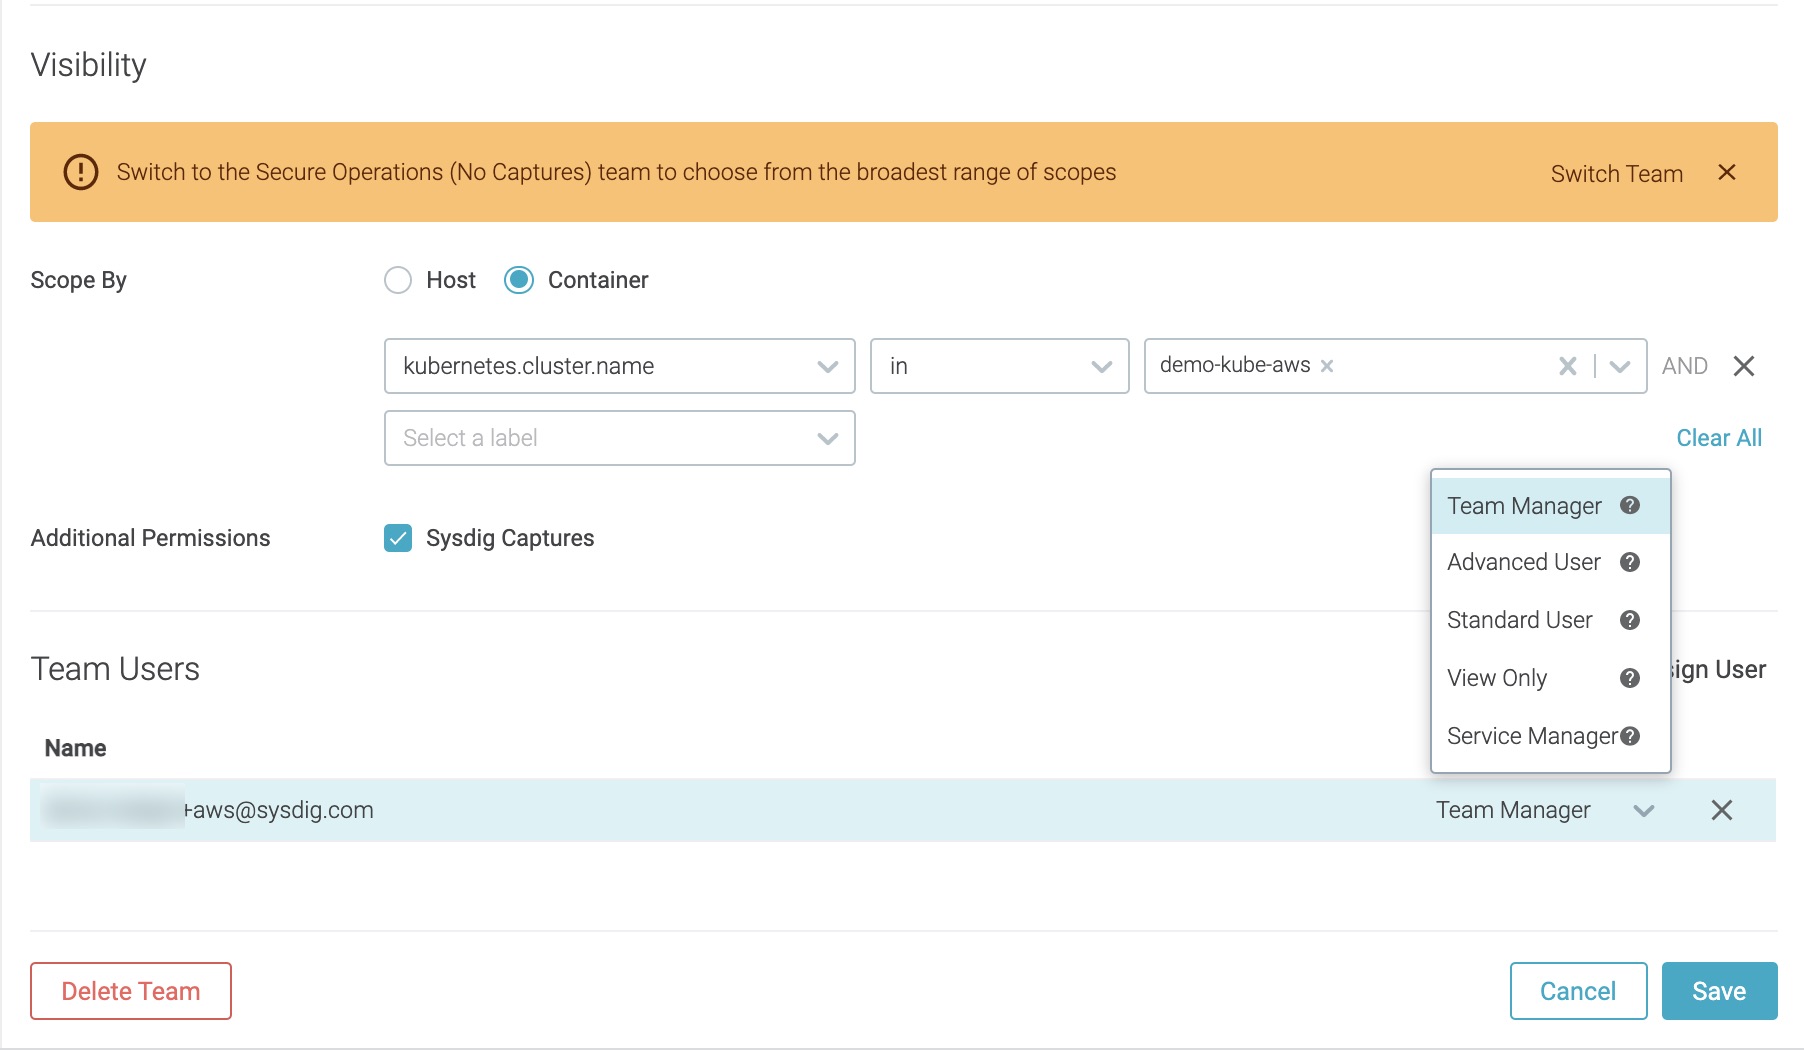 Visibility
Switch to the Secure Operations (No Captures) team to choose from the broadest range of scopes
Switch Team
Scope By
Host
Container
kubernetes.cluster.name
in
demo-kube-aws
AND
Select a label
Clear All
Additional Permissions
Sysdig Captures
Team Manager
Advanced User
Standard User
View Only
Service Manager
Team Users
User
Name
+aws@sysdig.com
Team Manager
Delete Team
Cancel
Save